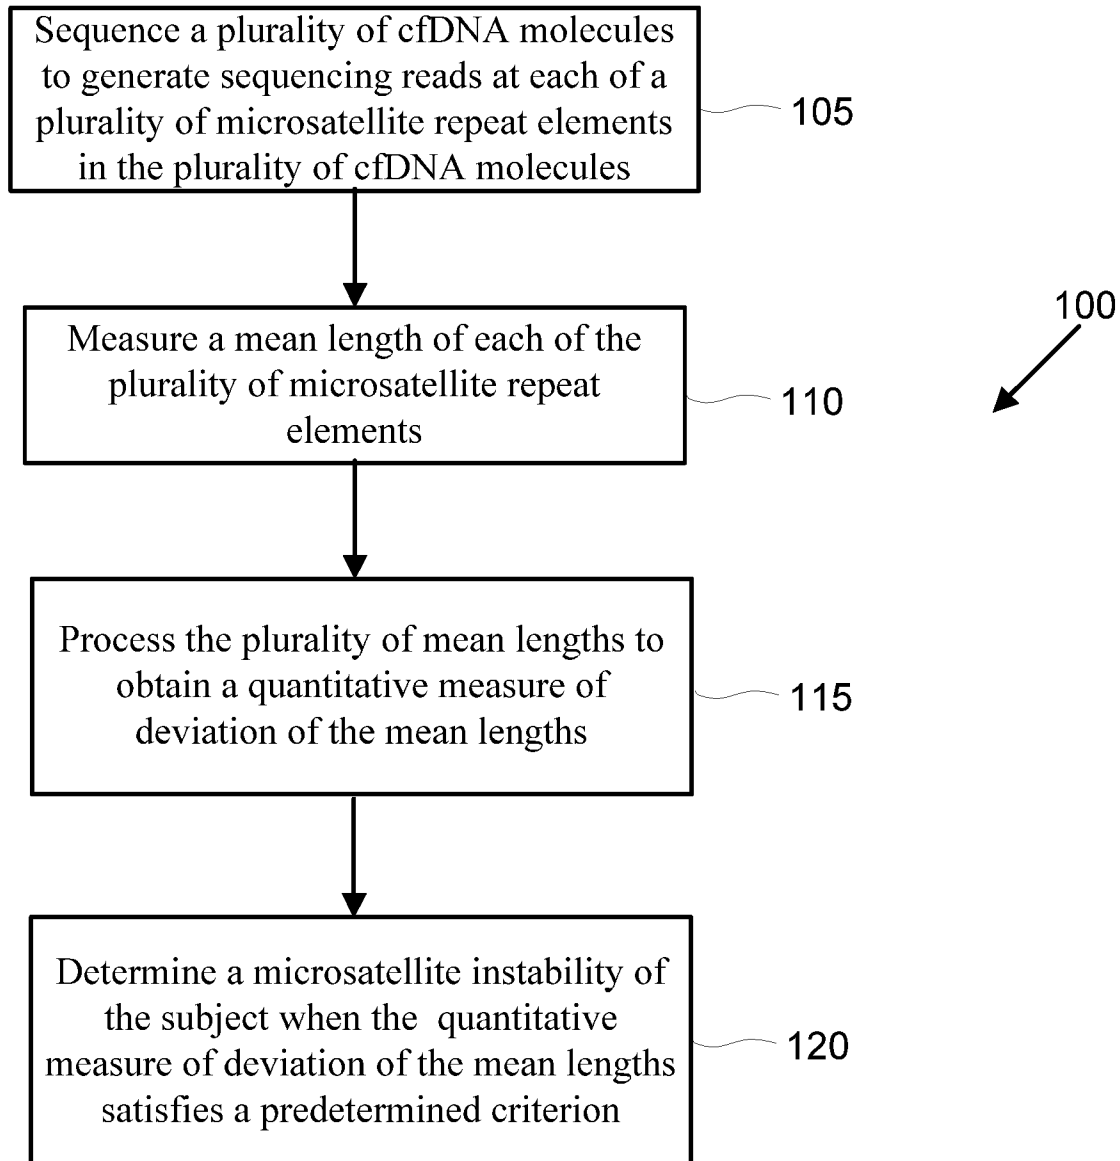 Sequence a plurality of cfDNA molecules
to generate sequencing reads at each of a
plurality of microsatellite repeat elements
in the plurality of cfDNA molecules
105
100
Measure a mean length of each of the
plurality of microsatellite repeat
elements
110
Process the plurality of mean lengths to
obtain a quantitative measure of
deviation of the mean lengths
115
Determine a microsatellite instability of
the subject when the quantitative
measure of deviation of the mean lengths
satisfies a predetermined criterion
120